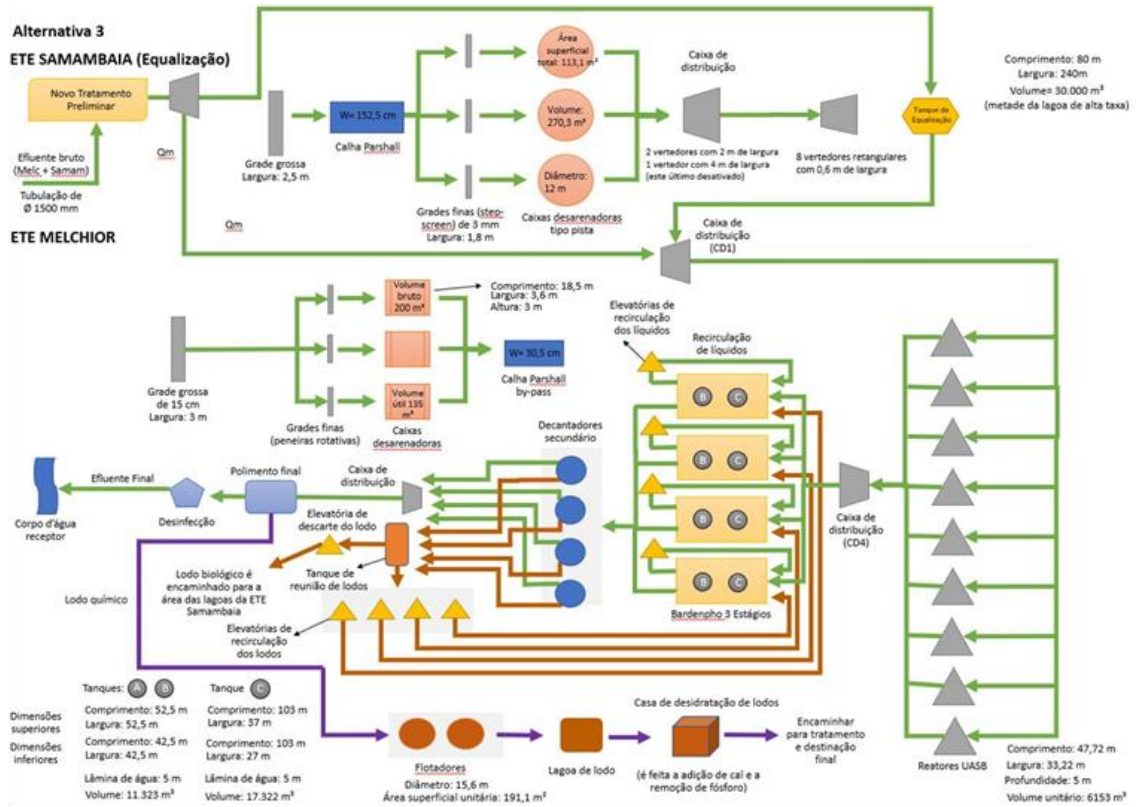 Alternativa 3
ETE SAMAMBAIA (Equalização)
Novo Tratamento
Preliminar
Efluente bruto
(Melc + Samam)
Tubulação de
Ø 1500 mm
Qm
Qm
Grade grossa
Largura: 2,5 m
W= 152,5 cm
Calha Parshall
Grades finas (step-
screen) de 3 mm
Largura: 1,8 m
Área
superficial
total: 113,1 m²
Volume:
270,3 m³
Diâmetro:
12 m
Caixas desarenadoras
tipo pista
Caixa de
distribuição
2 vertedores com 2 m de largura
1 vertedor com 4 m de largura
(este último desativado)
8 vertedores retangulares
com 0,6 m de largura
Tanque de
Equalização
Comprimento: 80 m
Largura: 240m
Volume= 30.000 m³
(metade da lagoa de alta taxa)
ETE MELCHIOR
Caixa de
distribuição
(CD1)
Grade grossa
de 15 cm
Largura: 3 m
Grades finas
(peneiras rotativas)
Volume
bruto
200 m³
Volume
útil 135
m³
Caixas
desarenadoras
Comprimento: 18,5 m
Largura: 3,6 m
Altura: 3 m
W= 30,5 cm
Calha Parshall
by-pass
Elevatórias de
recirculação
dos líquidos
Recirculação
de líquidos
B C
B C
B C
B C
Bardenpho 3 Estágios
Decantadores
secundário
Caixa de
distribuição
(CD4)
Efluente Final
Corpo d'água
receptor
Desinfecção
Polimento final
Caixa de
distribuição
Elevatória de
descarte do lodo
Tanque de
reunião de lodos
Lodo biológico é
encaminhado para a
área das lagoas da ETE
Samambaia
Lodo químico
Elevatórias de
recirculação
dos lodos
Tanques: A B
Comprimento: 52,5 m
Largura: 52,5 m
Comprimento: 42,5 m
Largura: 42,5 m
Lâmina de água: 5 m
Volume: 11.323 m³
Tanque C
Comprimento: 103 m
Largura: 37 m
Comprimento: 103 m
Largura: 27 m
Lâmina de água: 5 m
Volume: 17.322 m³
Dimensões
superiores
Dimensões
inferiores
Flotadores
Diâmetro: 15,6 m
Área superficial unitária: 191,1 m²
Lagoa de lodo
Casa de desidratação de lodos
(é feita a adição de cal e a
remoção de fósforo)
Encaminhar
para tratamento
e destinação
final
Reatores UASB
Comprimento: 47,72 m
Largura: 33,22 m
Profundidade: 5 m
Volume unitário: 6153 m³